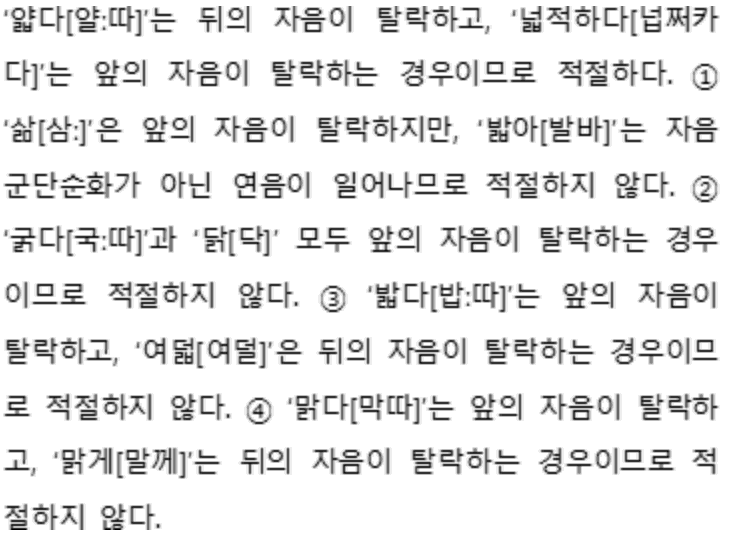 ‘얇다[얄:따]’는 뒤의 자음이 탈락하고, ‘넓적하다[넙쩌카
다]’는 앞의 자음이 탈락하는 경우이므로 적절하다. ①
‘삶[삼:]’은 앞의 자음이 탈락하지만, ‘밟아[발바]’는 자음
군단순화가 아닌 연음이 일어나므로 적절하지 않다. ②
‘굵다[국:따]’과 ‘닭[닥]’ 모두 앞의 자음이 탈락하는 경우
이므로 적절하지 않다. ③ ‘밟다[밥:따]’는 앞의 자음이
탈락하고, ‘여덟[여덜]’은 뒤의 자음이 탈락하는 경우이므
로 적절하지 않다. ④ ‘맑다[막따]’는 앞의 자음이 탈락하
고, ‘맑게[말께]’는 뒤의 자음이 탈락하는 경우이므로 적
절하지 않다.